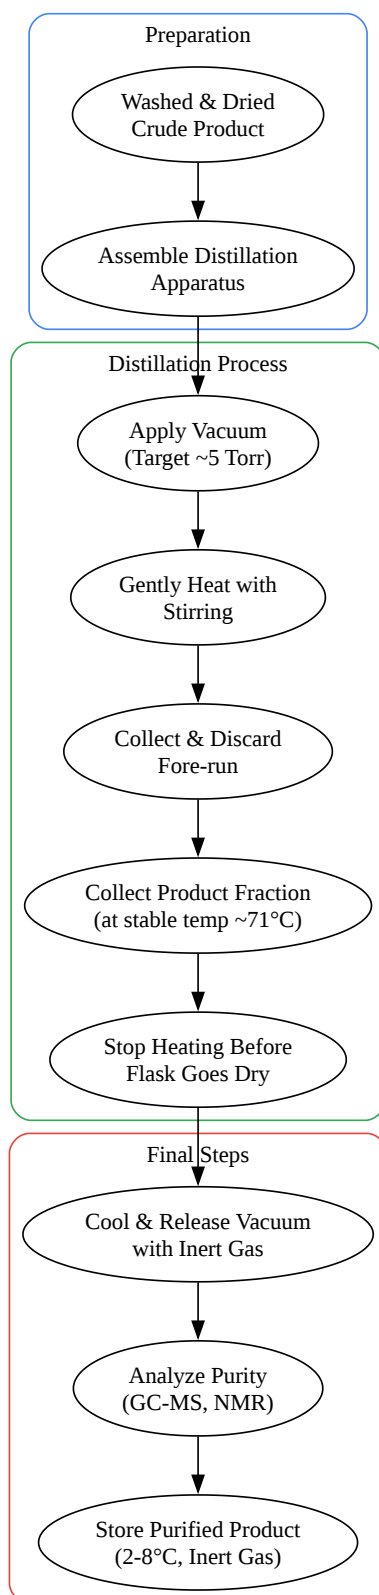 Preparation
Washed & Dried
Crude Product
Assemble Distillation
Apparatus
Distillation Process
Apply Vacuum
(Target ~5 Torr)
Gently Heat with
Stirring
Collect & Discard
Fore-run
Collect Product Fraction
(at stable temp ~71°C)
Stop Heating Before
Flask Goes Dry
Final Steps
Cool & Release Vacuum
with Inert Gas
Analyze Purity
(GC-MS, NMR)
Store Purified Product
(2-8°C, Inert Gas)